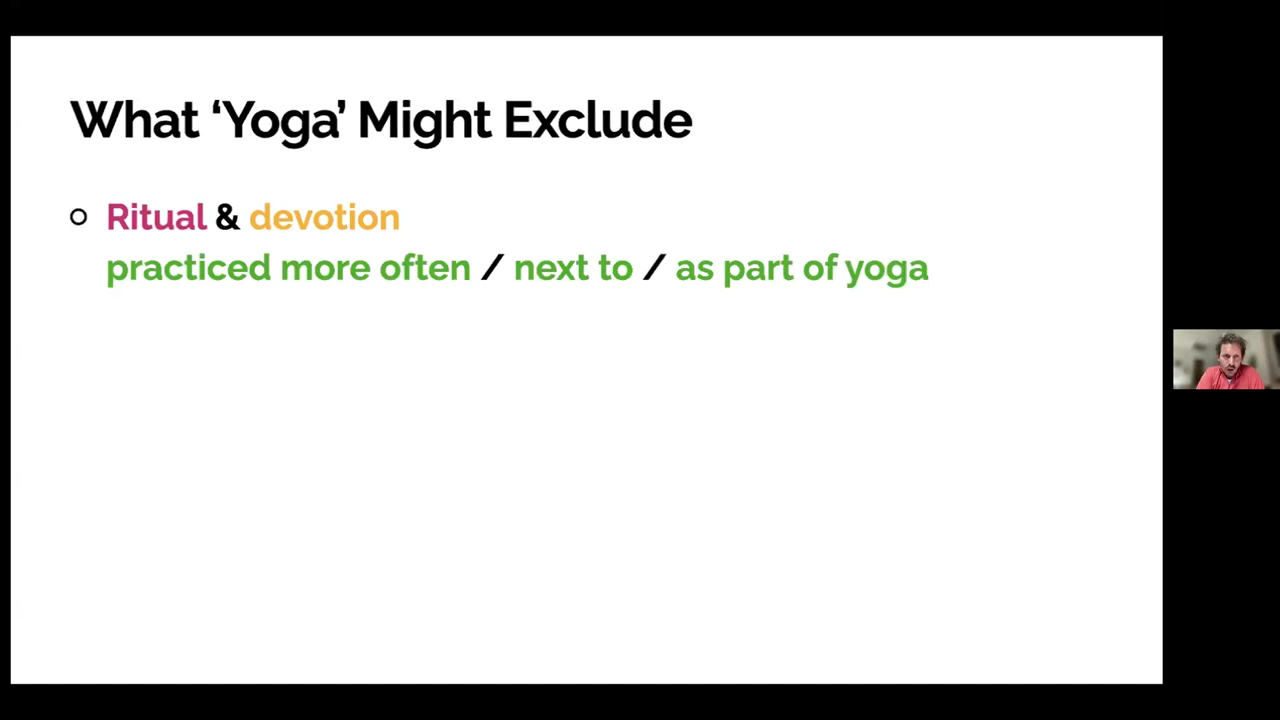 What ‘Yoga’ Might Exclude
Ritual & devotion
practiced more often / next to / as part of yoga